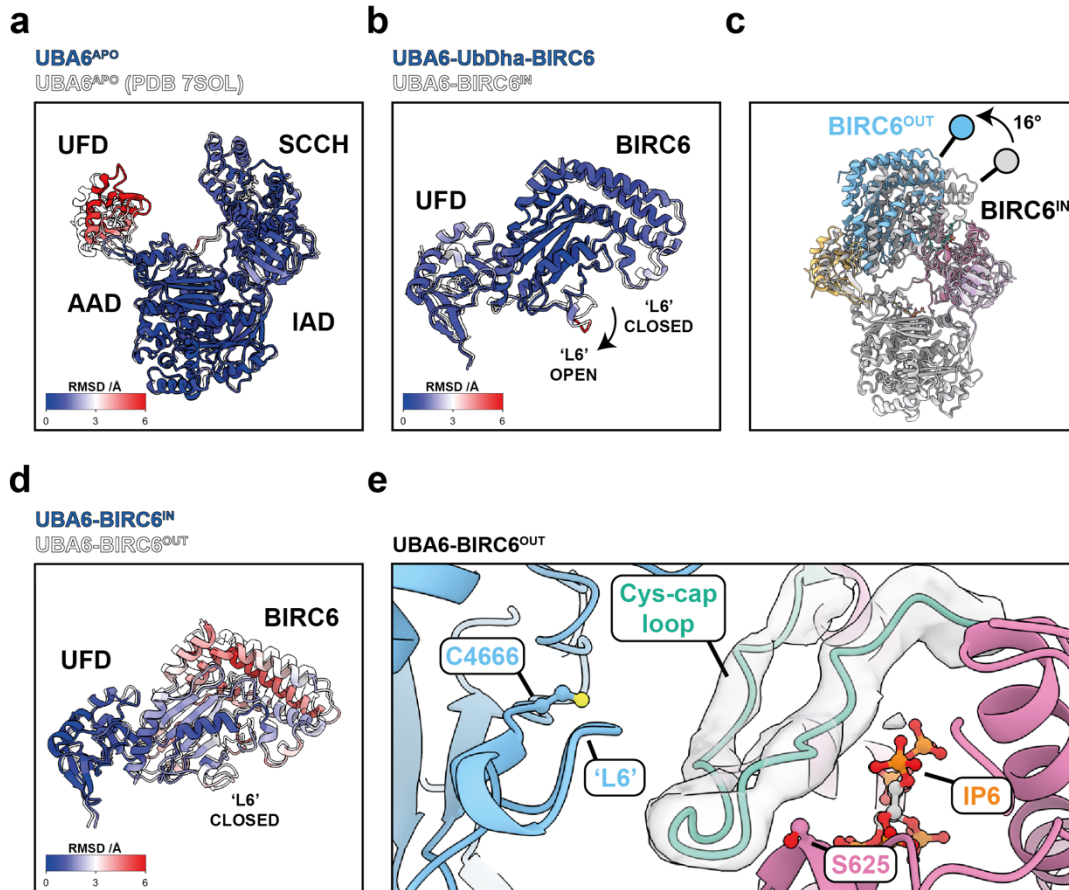 a
UBA6ᴬᴾᴼ
UBA6ᴬᴾᴼ (PDB 7SOL)
UFD
SCCH
AAD
IAD
RMSD /Å
0 3 6
b
UBA6-UbDha-BIRC6
UBA6-BIRC6ᴵᴺ
BIRC6
UFD
'L6'
CLOSED
'L6'
OPEN
RMSD /Å
0 3 6
c
BIRC6ᴼᵁᵀ
16°
BIRC6ᴵᴺ
d
UBA6-BIRC6ᴵᴺ
UBA6-BIRC6ᴼᵁᵀ
BIRC6
UFD
'L6'
CLOSED
RMSD /Å
0 3 6
e
UBA6-BIRC6ᴼᵁᵀ
Cys-cap
loop
C4666
'L6'
IP6
S625